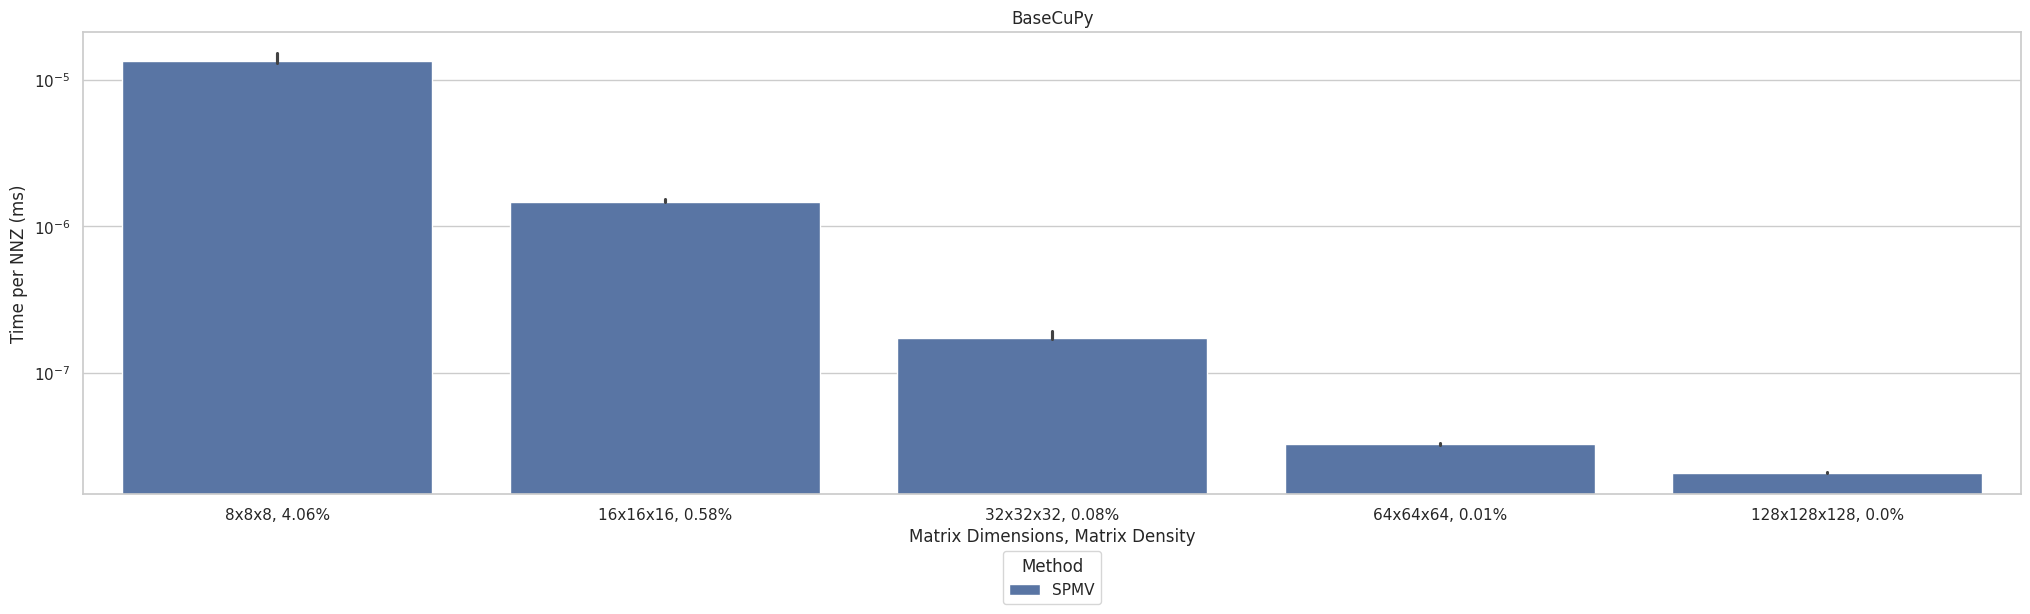 BaseCuPy
Time per NNZ (ms)
10⁻⁵
10⁻⁶
10⁻⁷
8x8x8, 4.06%
16x16x16, 0.58%
32x32x32, 0.08%
64x64x64, 0.01%
128x128x128, 0.0%
Matrix Dimensions, Matrix Density
Method
SPMV